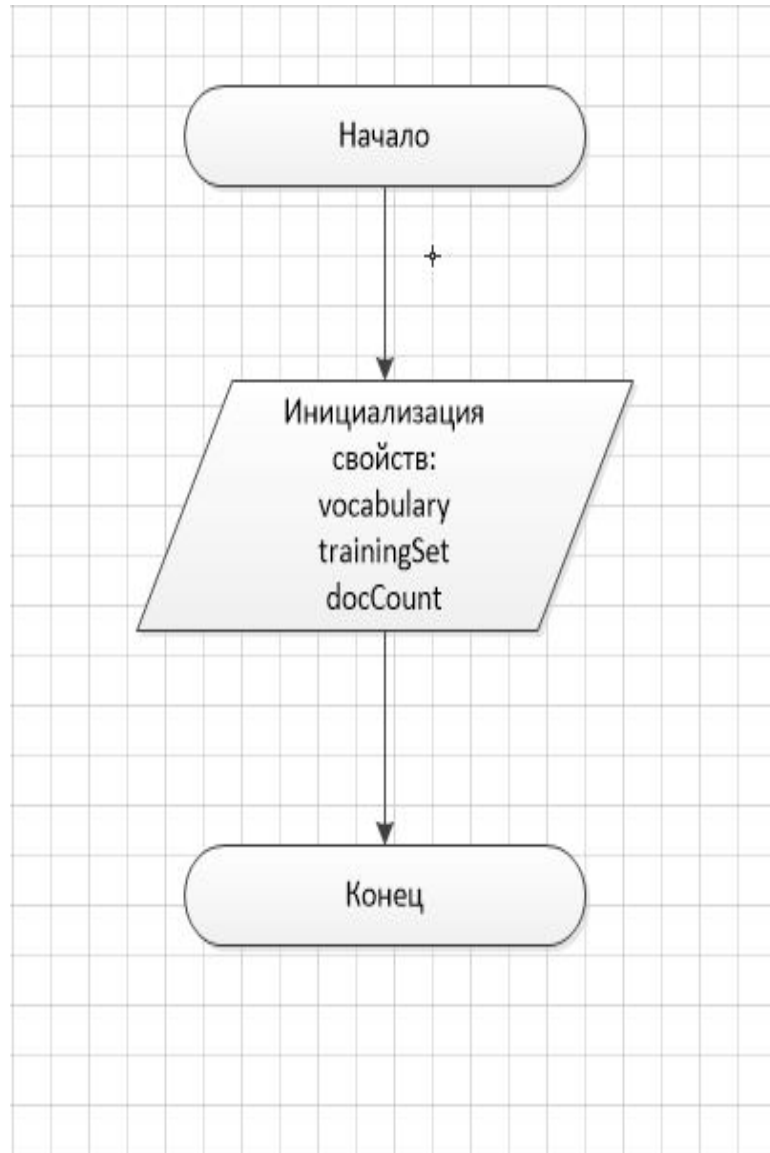 Начало
Инициализация
свойств:
vocabulary
trainingSet
docCount
Конец